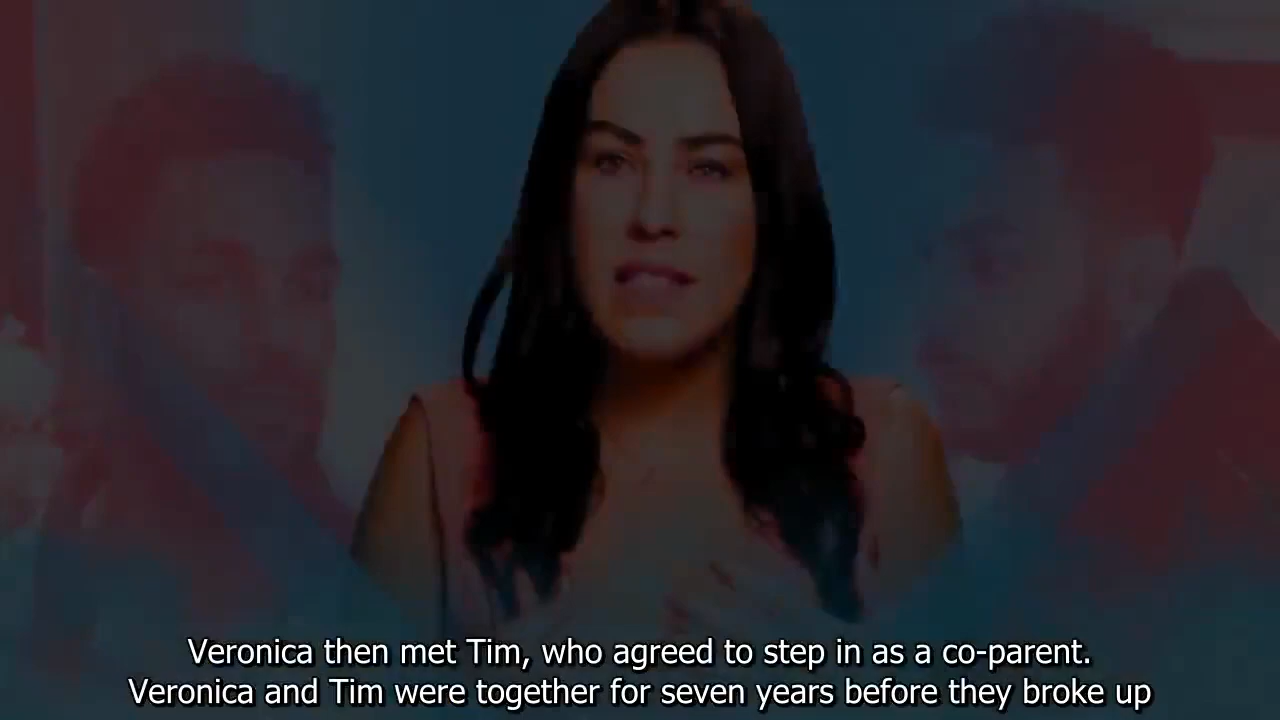 Veronica then met Tim, who agreed to step in as a co-parent.
Veronica and Tim were together for seven years before they broke up